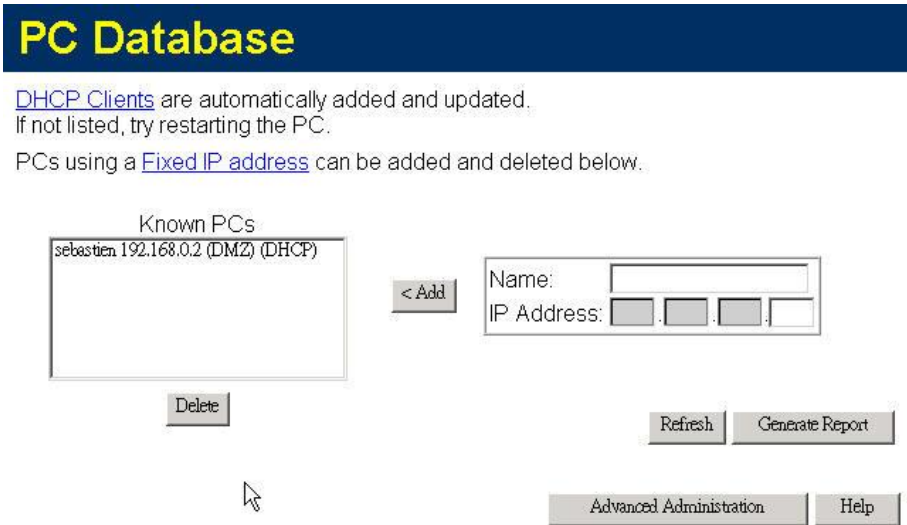 PC Database
DHCP Clients are automatically added and updated.
If not listed, try restarting the PC.
PCs using a Fixed IP address can be added and deleted below.
Known PCs
sebastien 192.168.0.2 (DMZ) (DHCP)
< Add
Name:
IP Address: . . .
Delete
Refresh
Generate Report
Advanced Administration
Help